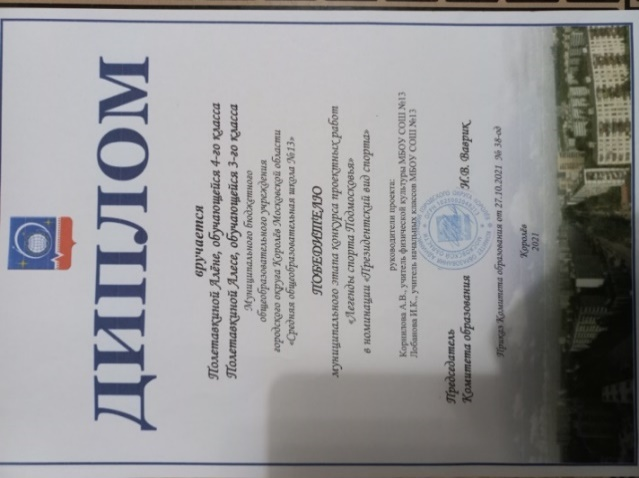 ДИПЛОМ
вручается
Полетавкиной Алёне, обучающейся 4-го класса
Полетавкиной Алесе, обучающейся 3-го класса
Муниципального бюджетного
общеобразовательного учреждения
городского округа Королёв Московской области
«Средняя общеобразовательная школа №13»
ПОБЕДИТЕЛЮ
муниципального этапа конкурса проектных работ
«Легенды спорта Подмосковья»
в номинации «Президентский вид спорта»
руководители проекта:
Корнилова А.В., учитель физической культуры МБОУ СОШ №13
Лобанова И.К., учитель начальных классов МБОУ СОШ №13
Председатель
Комитета образования И.В. Ваврик
Приказ Комитета образования от 27.10.2021 № 38-од
Королёв
2021